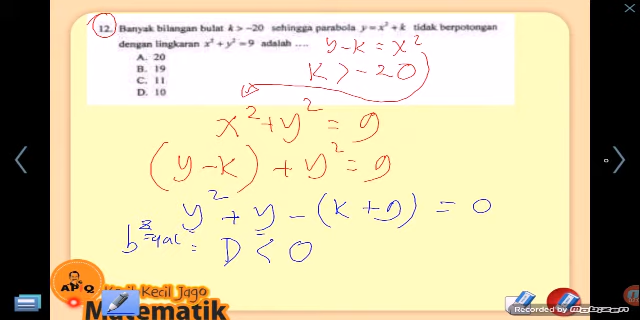 12. Banyak bilangan bulat k > -20 sehingga parabola y = x² + k tidak berpotongan
dengan lingkaran x² + y² = 9 adalah ....
A. 20
B. 19
C. 11
D. 10
y-k = x²
k > -20
x² + y² = 9
(y-k) + y² = 9
y² + y - (k+9) = 0
b²-4ac = D < 0
APIQ
Kecil Jago
Matematik
Recorded by Mobizen